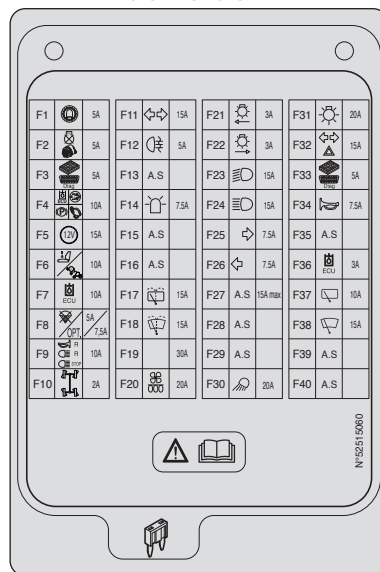 F1 5A F11 15A F21 3A F31 20A
F2 5A F12 5A F22 3A F32 15A
F3 Diag 5A F13 A.S F23 15A F33 Diag 5A
F4 ECU P 10A F14 7.5A F24 15A F34 7.5A
F5 12V 15A F15 A.S F25 7.5A F35 A.S
F6 10A F16 A.S F26 7.5A F36 ECU 3A
F7 ECU 10A F17 15A F27 A.S 15A max F37 10A
F8 /OPT. 5A/7,5A F18 15A F28 A.S F38 15A
F9 R R STOP 10A F19 30A F29 A.S F39 A.S
F10 2A F20 20A F30 20A F40 A.S
N°52515060